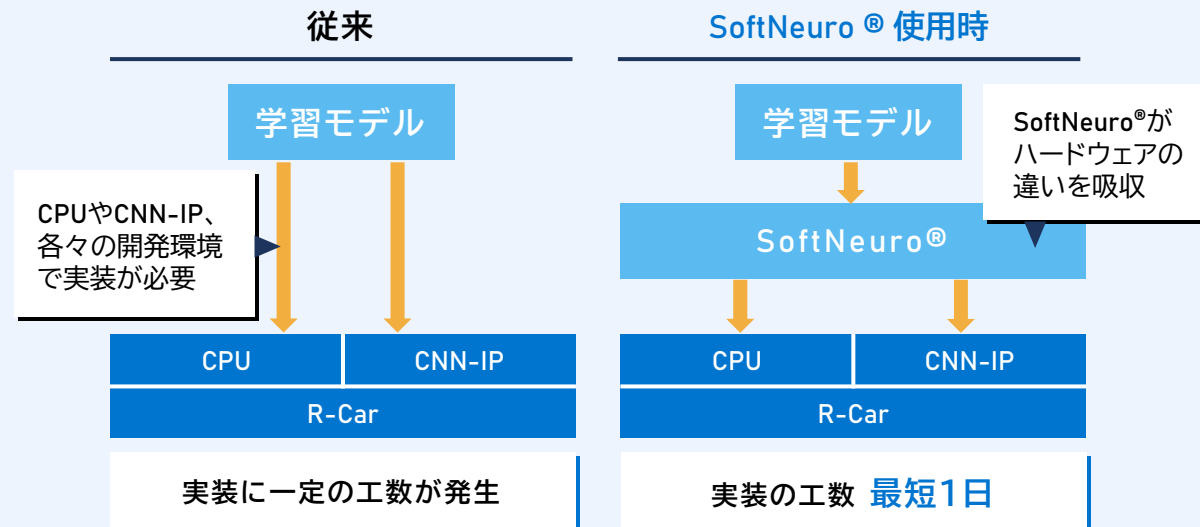 従来
学習モデル
CPUやCNN-IP、
各々の開発環境
で実装が必要
CPU
CNN-IP
R-Car
実装に一定の工数が発生
SoftNeuro ® 使用時
学習モデル
SoftNeuro®が
ハードウェアの
違いを吸収
SoftNeuro®
CPU
CNN-IP
R-Car
実装の工数 最短1日